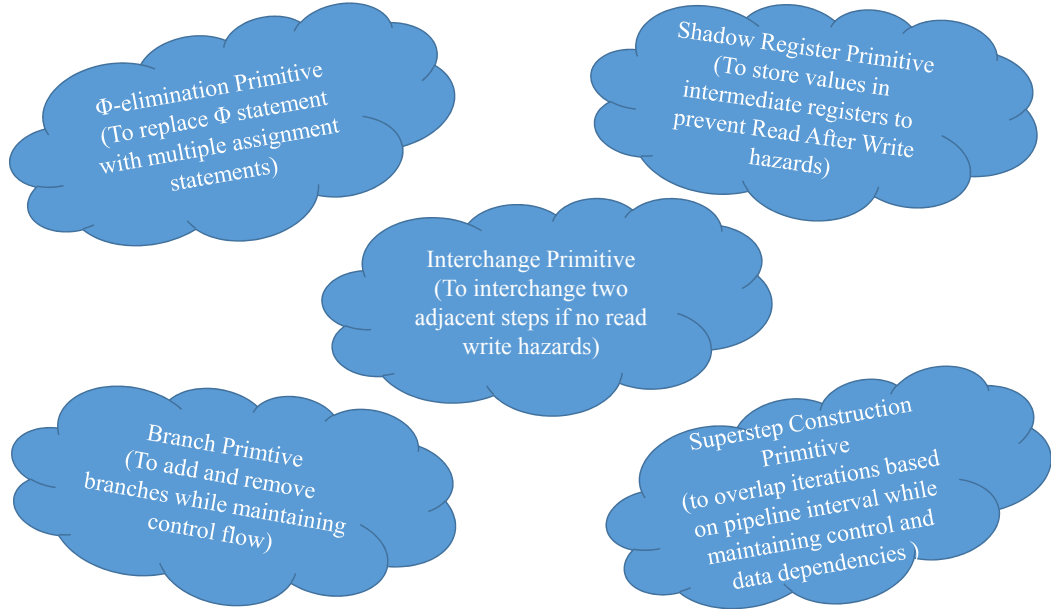 Φ-elimination Primitive
(To replace Φ statement
with multiple assignment
statements)
Shadow Register Primitive
(To store values in
intermediate registers to
prevent Read After Write
hazards)
Interchange Primitive
(To interchange two
adjacent steps if no read
write hazards)
Branch Primtive
(To add and remove
branches while maintaining
control flow)
Superstep Construction
Primitive
(to overlap iterations based
on pipeline interval while
maintaining control and
data dependencies )